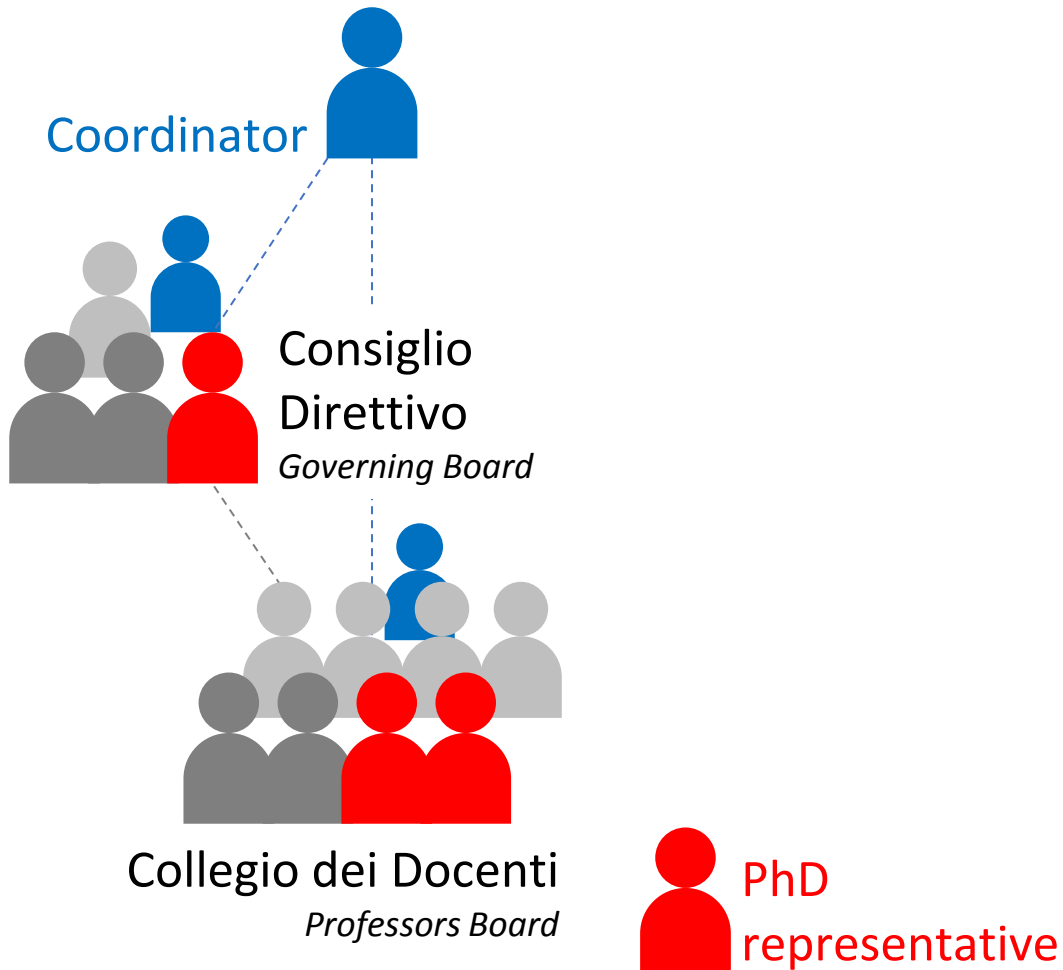 Coordinator
Consiglio
Direttivo
Governing Board
Collegio dei Docenti
Professors Board
PhD
representative